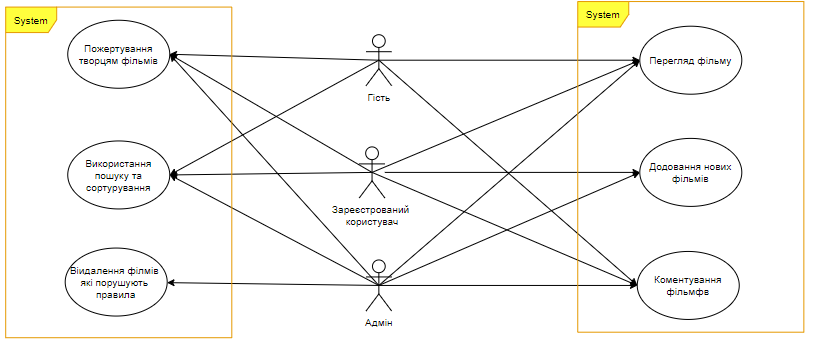 System
Пожертування
творцям фільмів
Використання
пошуку та
сортурування
Віидалення філмів
які порушують
правила
Гість
Зареєстрований
користувач
Адмін
System
Перегляд фільму
Додовання нових
фільмів
Коментування
фільмфв